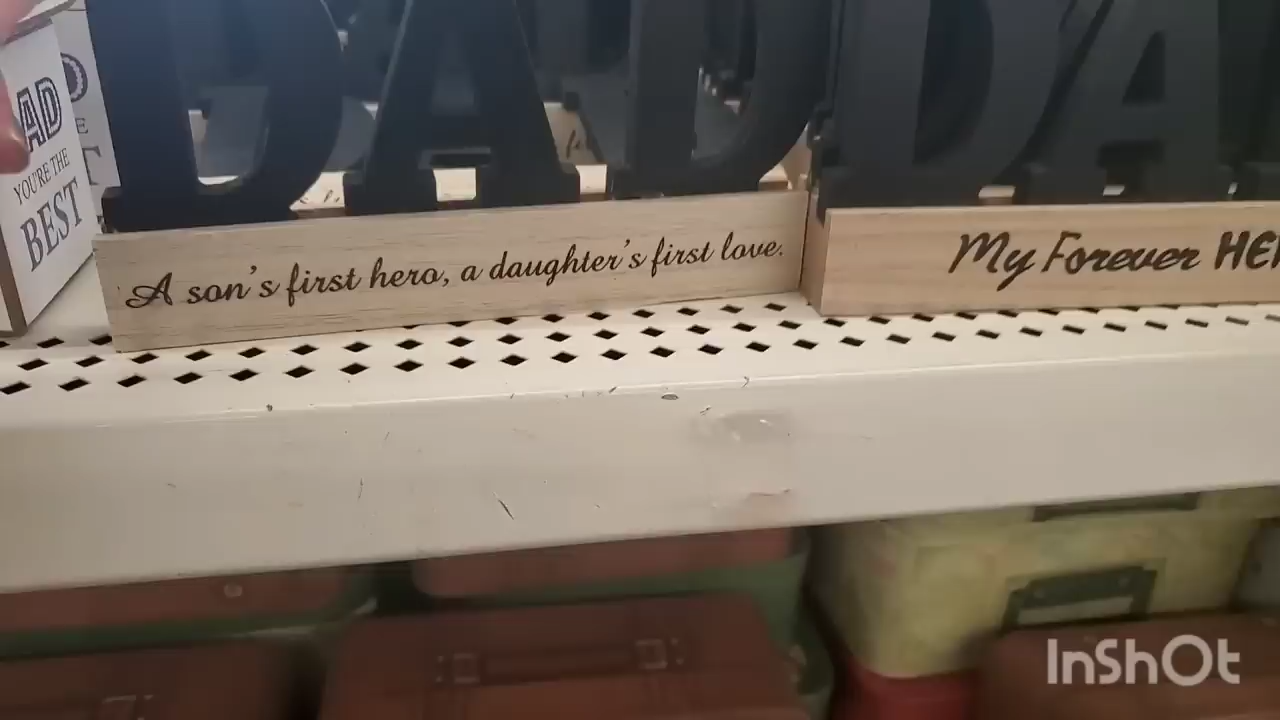 DAD
DA
AD
YOU'RE THE
BEST
A son's first hero, a daughter's first love.
My Forever HE
InShOt